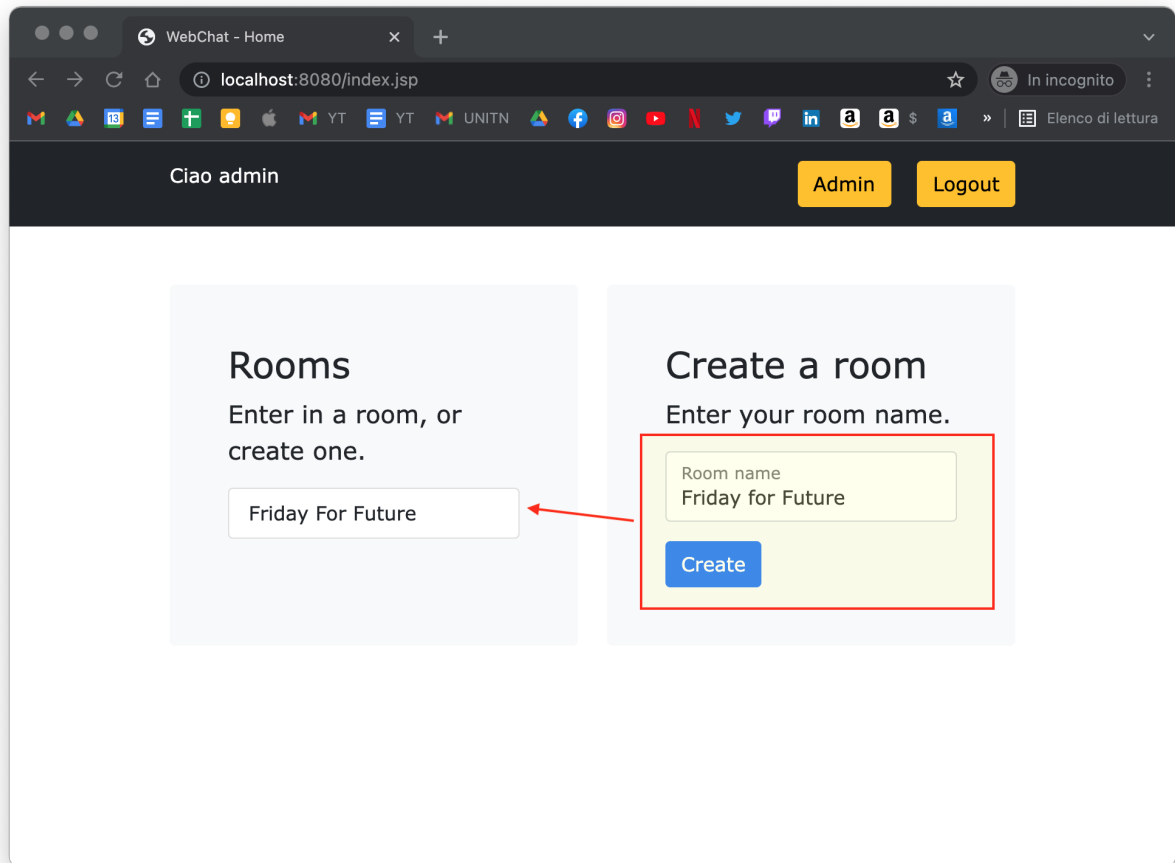 WebChat - Home
localhost:8080/index.jsp
In incognito
13
YT
YT
UNITN
in
a
a $
a
»
Elenco di lettura
Ciao admin
Admin
Logout
Rooms
Enter in a room, or
create one.
Friday For Future
Create a room
Enter your room name.
Room name
Friday for Future
Create